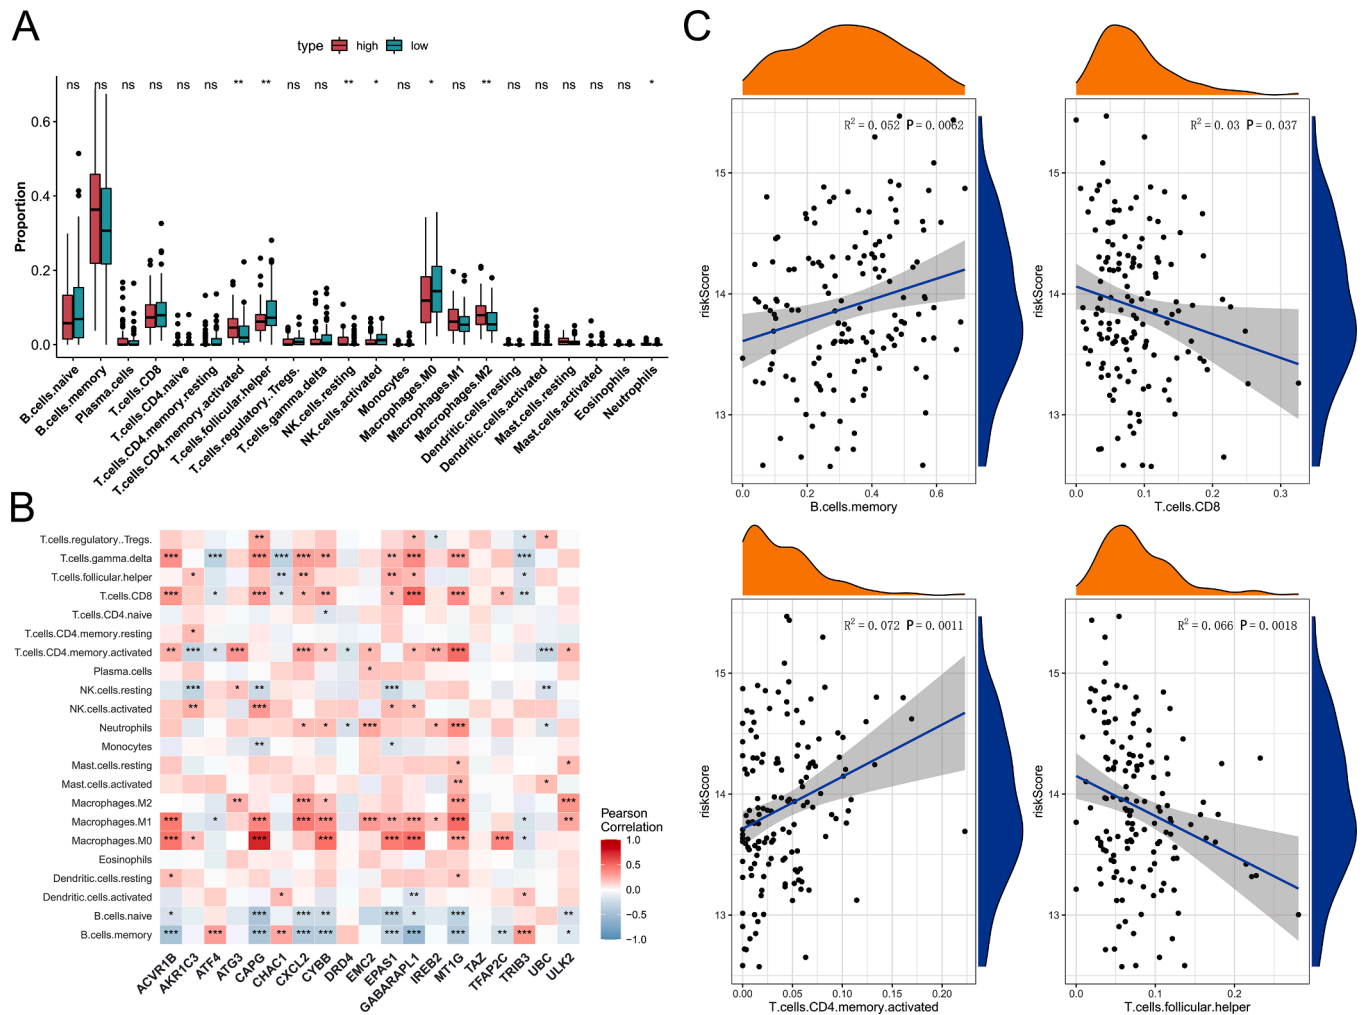 A
type high low
ns ns ns ns ns ns ** ** ns ns ** * ns * ns ** ns ns ns ns ns *
Proportion
0.6
0.4
0.2
0.0
B.cells.naive
B.cells.memory
Plasma.cells
T.cells.CD8
T.cells.CD4.naive
T.cells.CD4.memory.resting
T.cells.CD4.memory.activated
T.cells.follicular.helper
T.cells.regulatory..Tregs.
T.cells.gamma.delta
NK.cells.resting
NK.cells.activated
Monocytes
Macrophages.M0
Macrophages.M1
Macrophages.M2
Dendritic.cells.resting
Dendritic.cells.activated
Mast.cells.resting
Mast.cells.activated
Eosinophils
Neutrophils
B
T.cells.regulatory..Tregs. ** * * * *
T.cells.gamma.delta *** *** *** *** *** ** ** *** *** ***
T.cells.follicular.helper * ** ** ** * *
T.cells.CD8 *** * *** * * ** * *** *** * **
T.cells.CD4.naive *
T.cells.CD4.memory.resting *
T.cells.CD4.memory.activated ** *** * *** *** * * * * ** *** *** *
Plasma.cells *
NK.cells.resting *** * ** *** **
NK.cells.activated ** *** * *
Neutrophils * * * *** * *** *
Monocytes ** *
Mast.cells.resting * *
Mast.cells.activated ** *
Macrophages.M2 ** *** * *** ***
Macrophages.M1 *** * *** *** *** *** ** *** * *** * **
Macrophages.M0 *** * *** *** *** *** *** *** *
Eosinophils
Dendritic.cells.resting * *
Dendritic.cells.activated * ** *
B.cells.naive * *** *** ** *** * *** **
B.cells.memory *** *** *** ** *** *** *** *** *** ** *** *
ACVR1B
AKR1C3
ATF4
ATG3
CAPG
CHAC1
CXCL2
CYBB
DRD4
EMC2
EPAS1
GABARAPL1
IREB2
MT1G
TAZ
TFAP2C
TRIB3
UBC
ULK2
Pearson
Correlation
1.0
0.5
0.0
−0.5
−1.0
C
R² = 0.052 P = 0.0062
riskScore
15
14
13
0.0 0.2 0.4 0.6
B.cells.memory
R² = 0.03 P = 0.037
riskScore
15
14
13
0.0 0.1 0.2 0.3
T.cells.CD8
R² = 0.072 P = 0.0011
riskScore
15
14
13
0.00 0.05 0.10 0.15 0.20
T.cells.CD4.memory.activated
R² = 0.066 P = 0.0018
riskScore
15
14
13
0.0 0.1 0.2
T.cells.follicular.helper